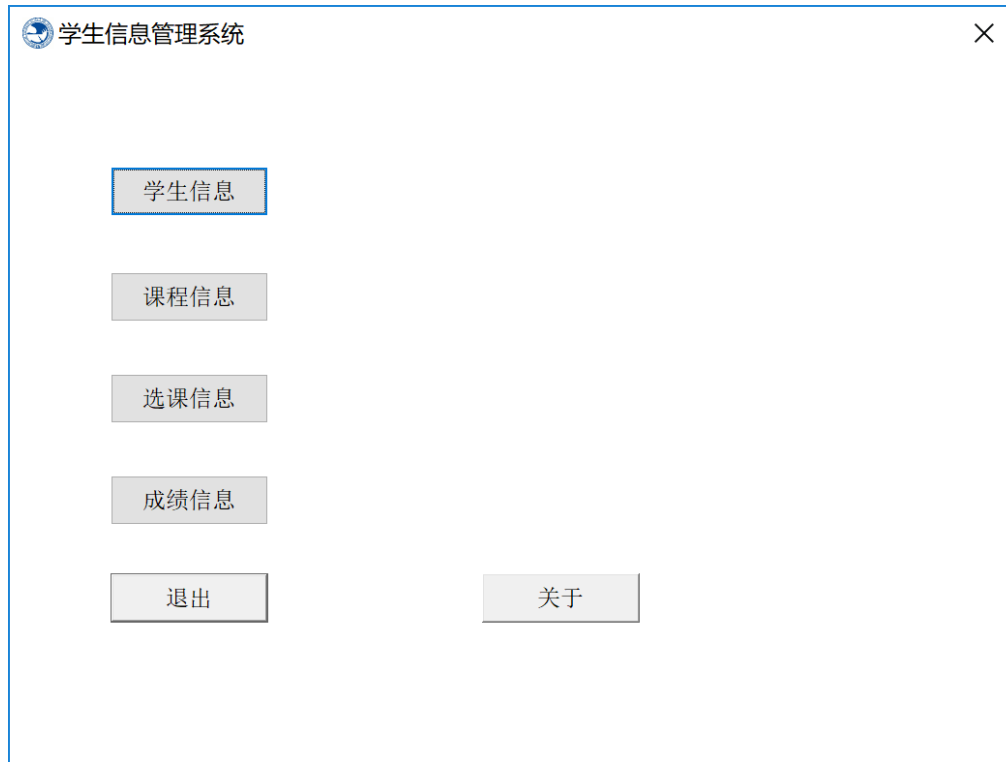 学生信息管理系统
学生信息
课程信息
选课信息
成绩信息
退出
关于